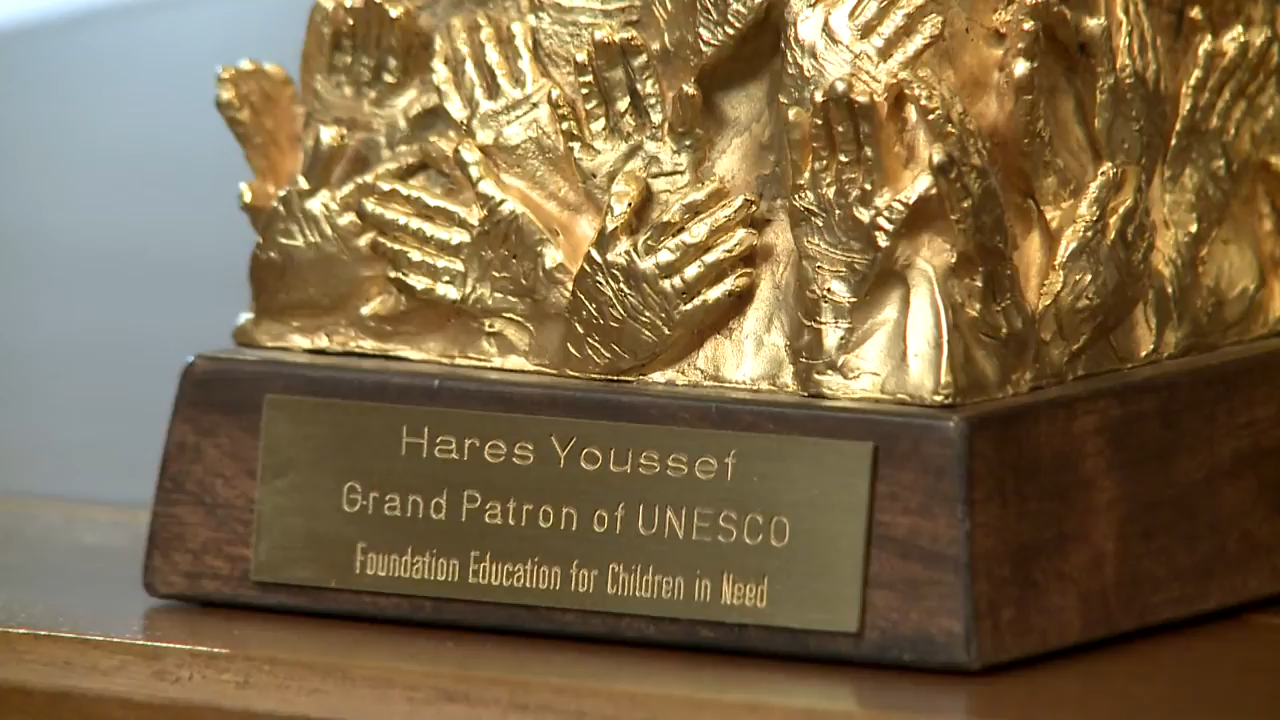 Hares Youssef
Grand Patron of UNESCO
Foundation Education for Children in Need